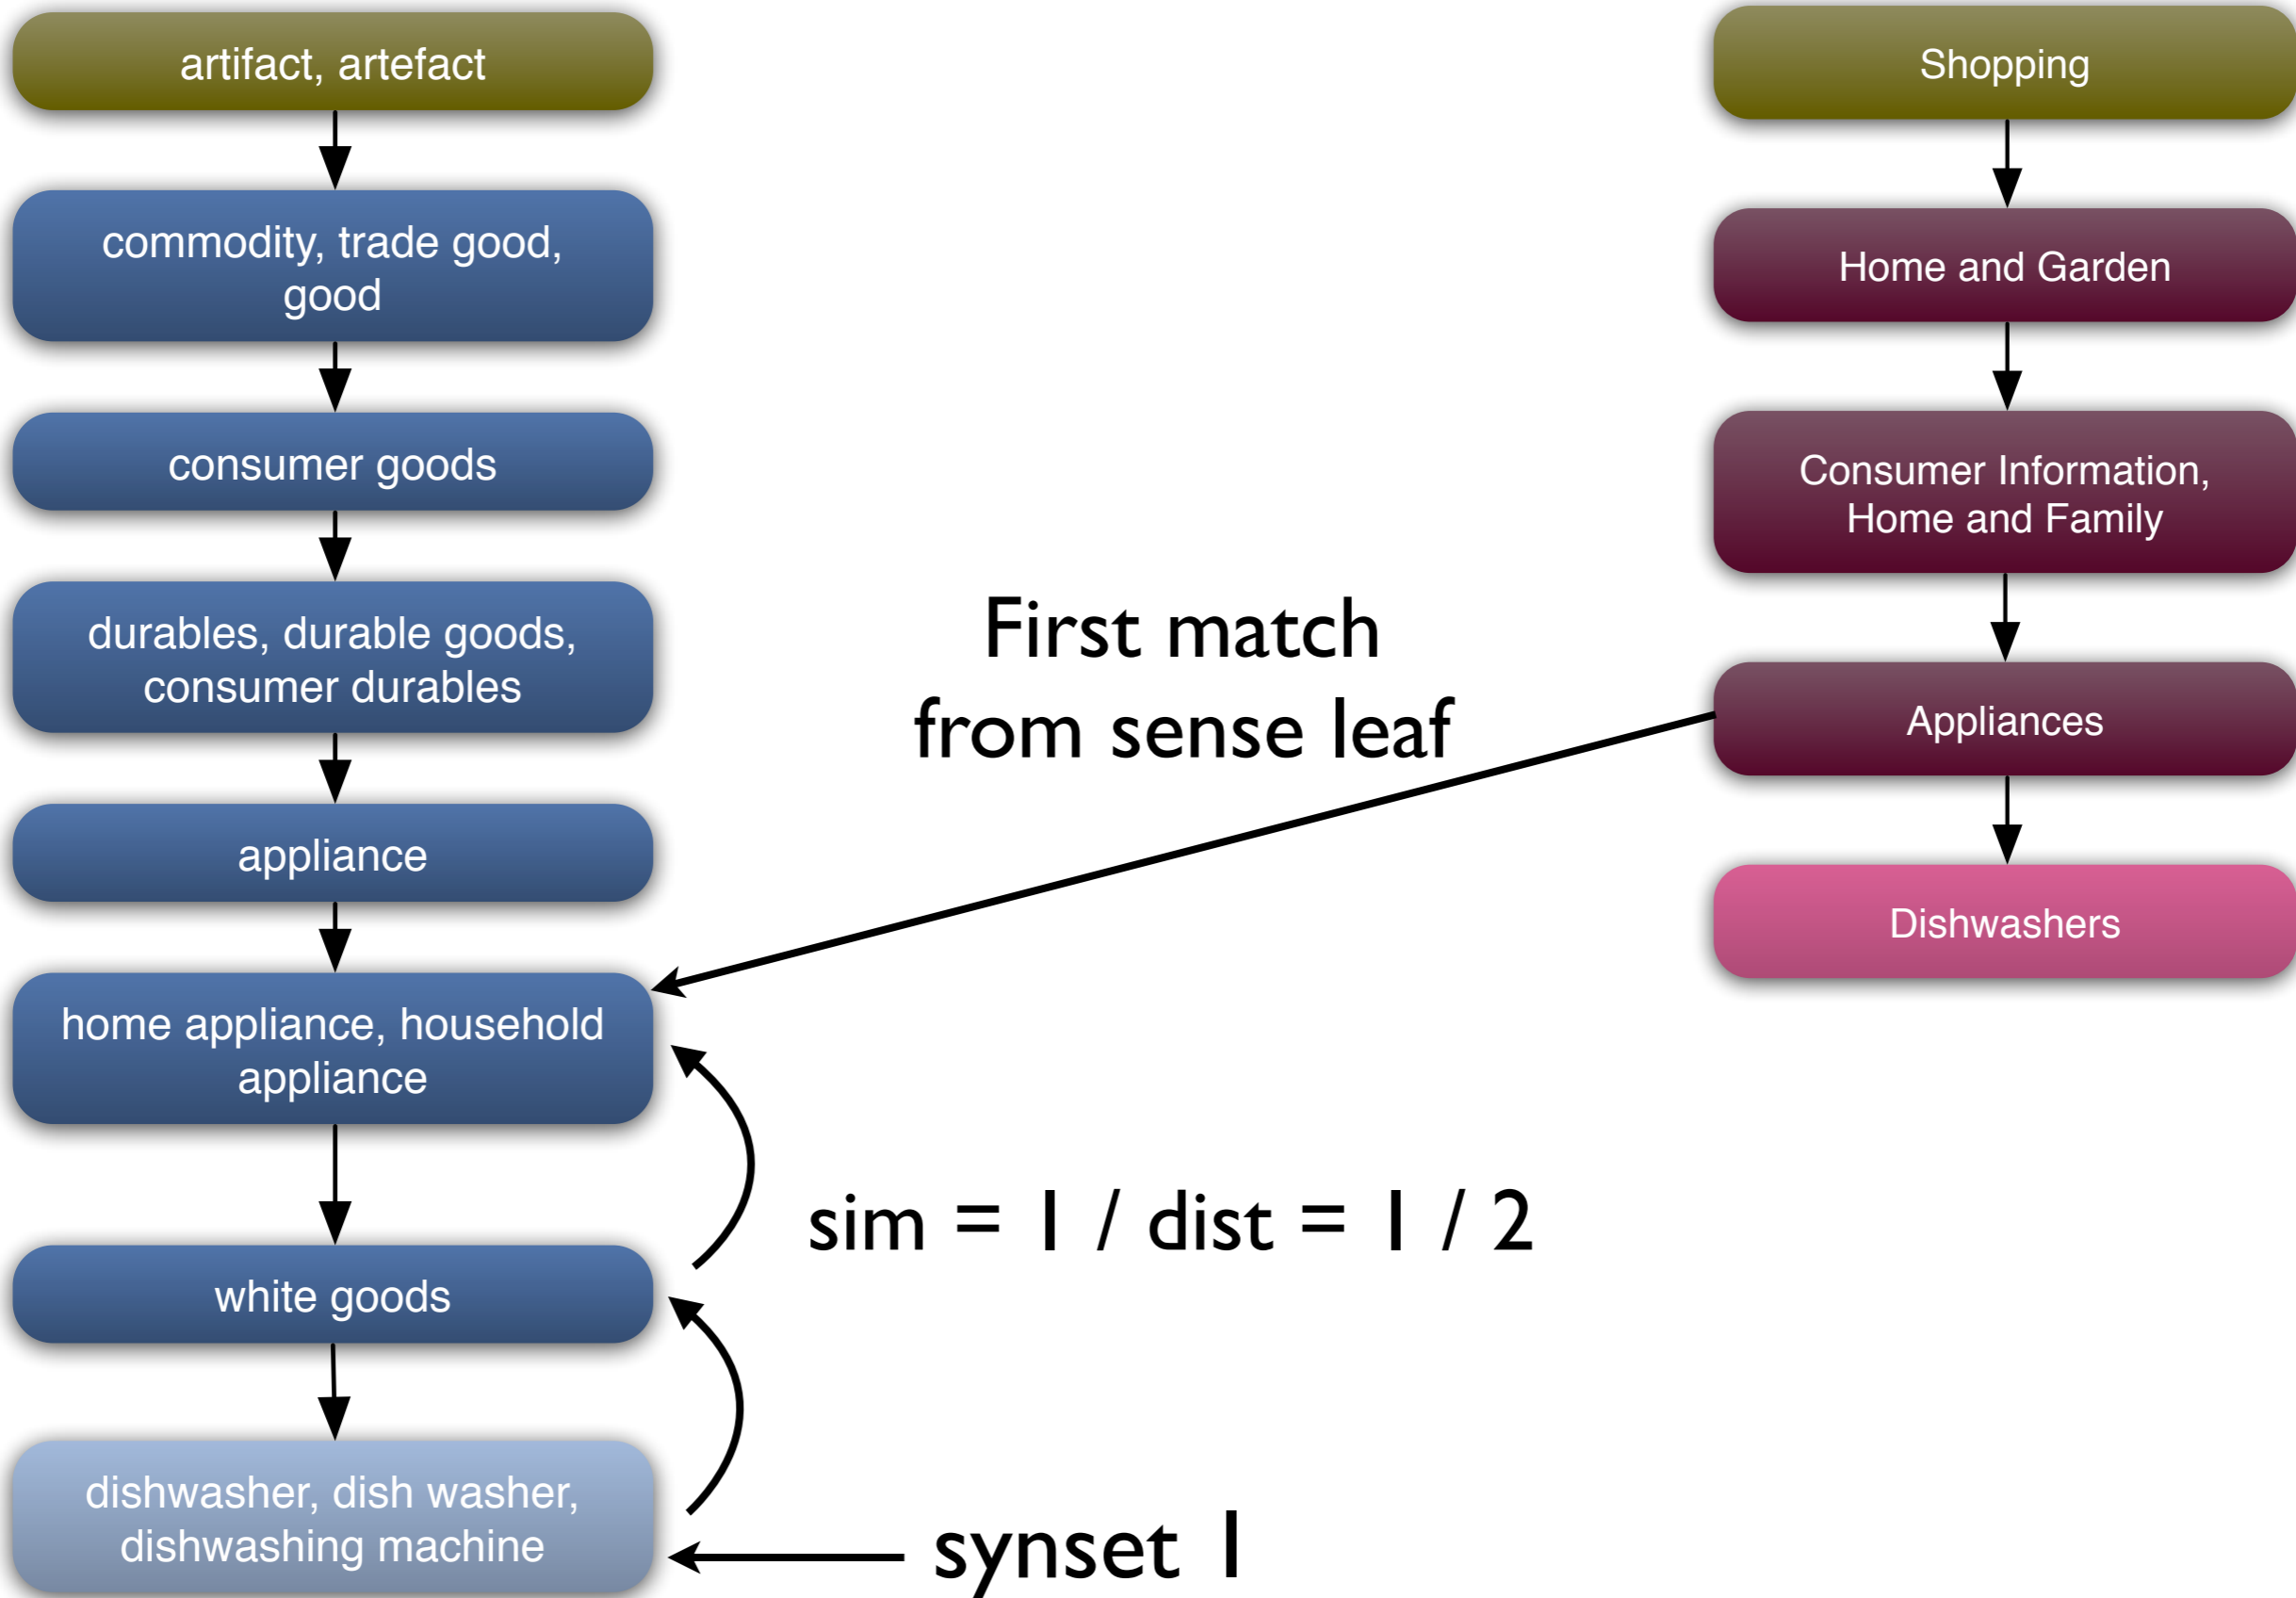 artifact, artefact
commodity, trade good,
good
consumer goods
durables, durable goods,
consumer durables
appliance
home appliance, household
appliance
white goods
dishwasher, dish washer,
dishwashing machine
First match
from sense leaf
sim = 1 / dist = 1 / 2
synset 1
Shopping
Home and Garden
Consumer Information,
Home and Family
Appliances
Dishwashers